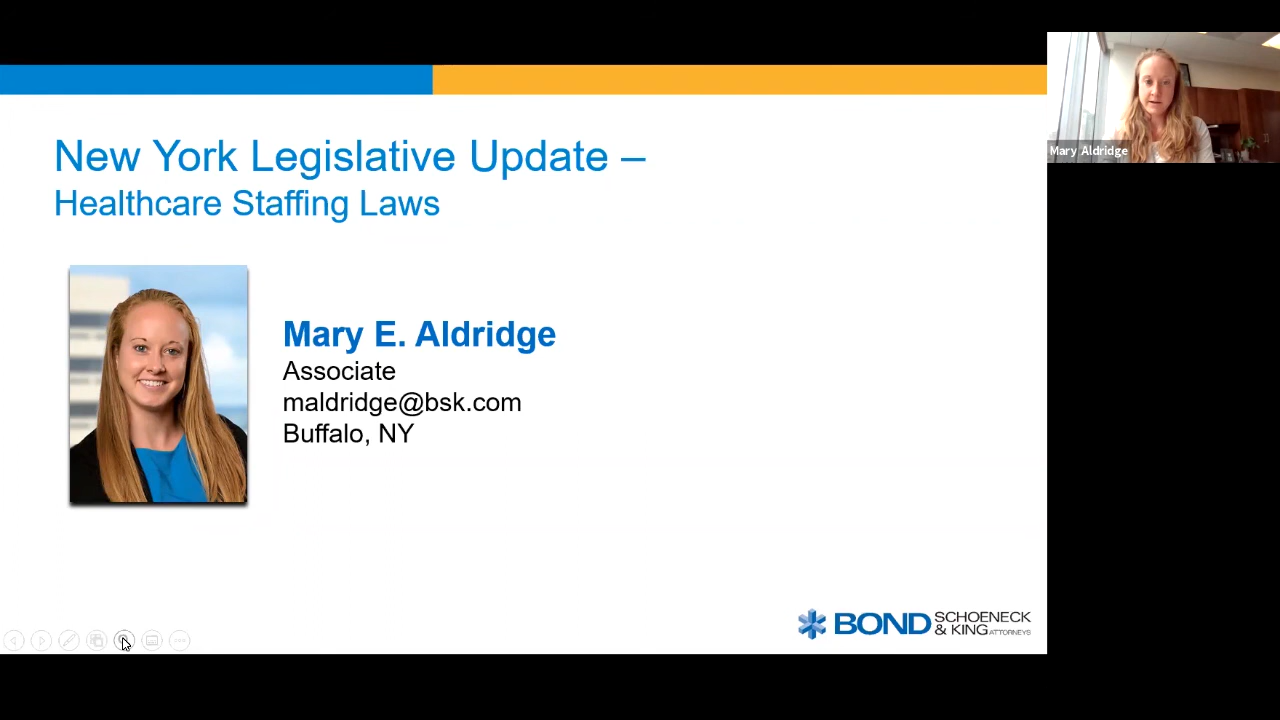 New York Legislative Update –
Healthcare Staffing Laws
Mary Aldridge
Mary E. Aldridge
Associate
maldridge@bsk.com
Buffalo, NY
BOND SCHOENECK
& KING ATTORNEYS